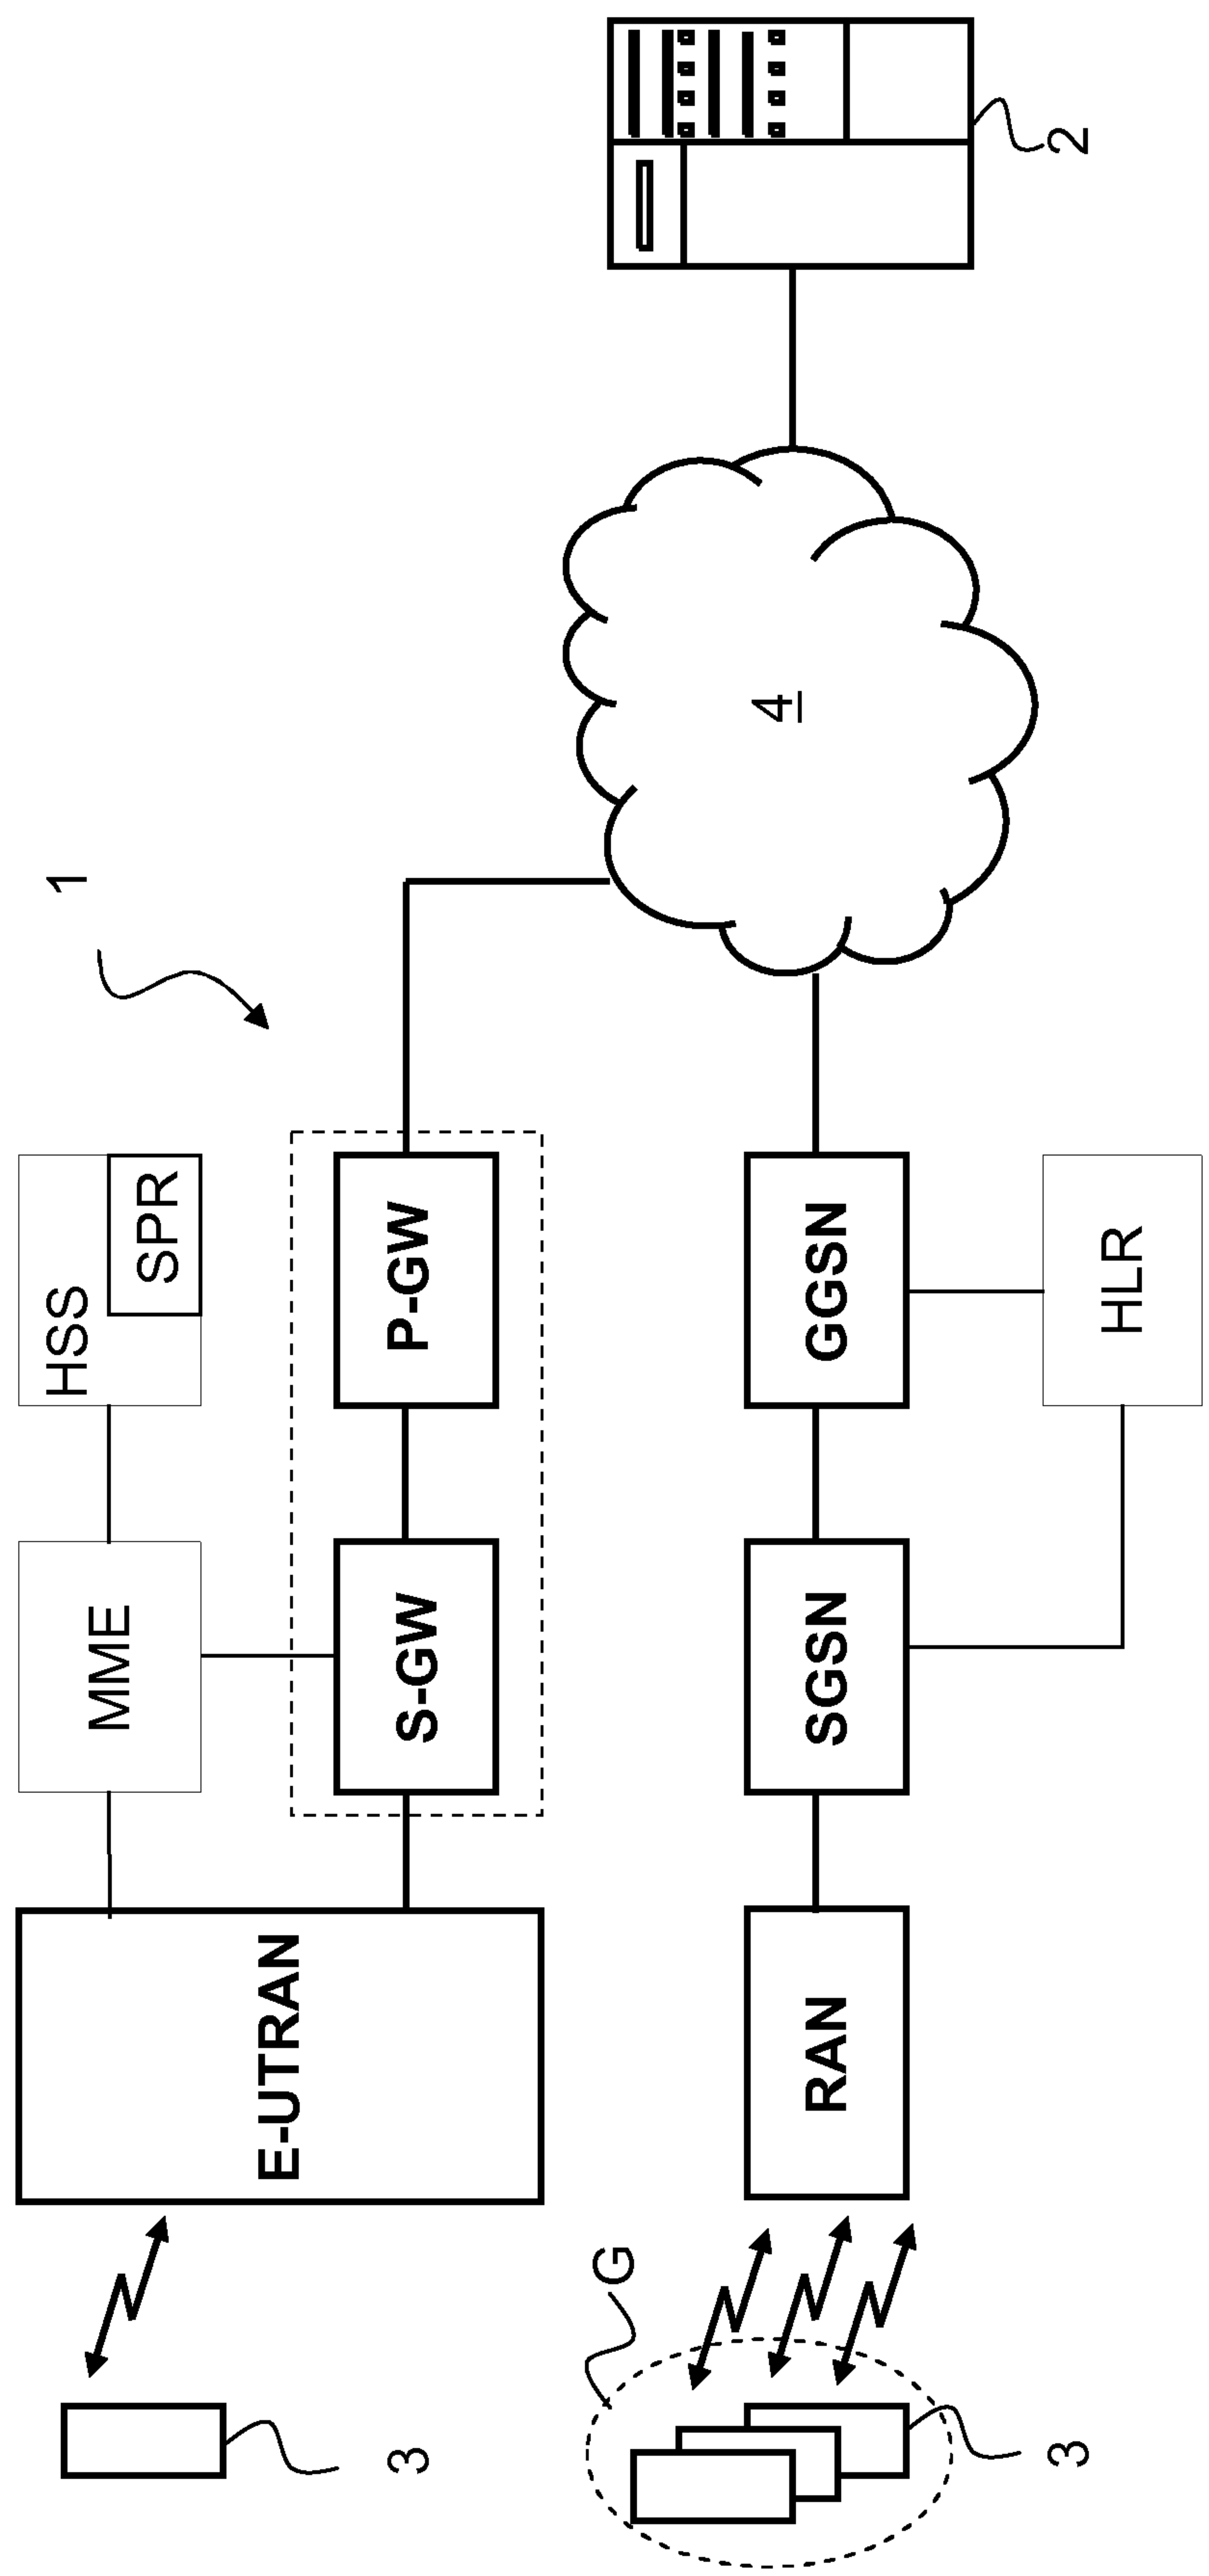 1
HSS
SPR
MME
E-UTRAN
S-GW
P-GW
3
4
2
G
RAN
SGSN
GGSN
HLR
3